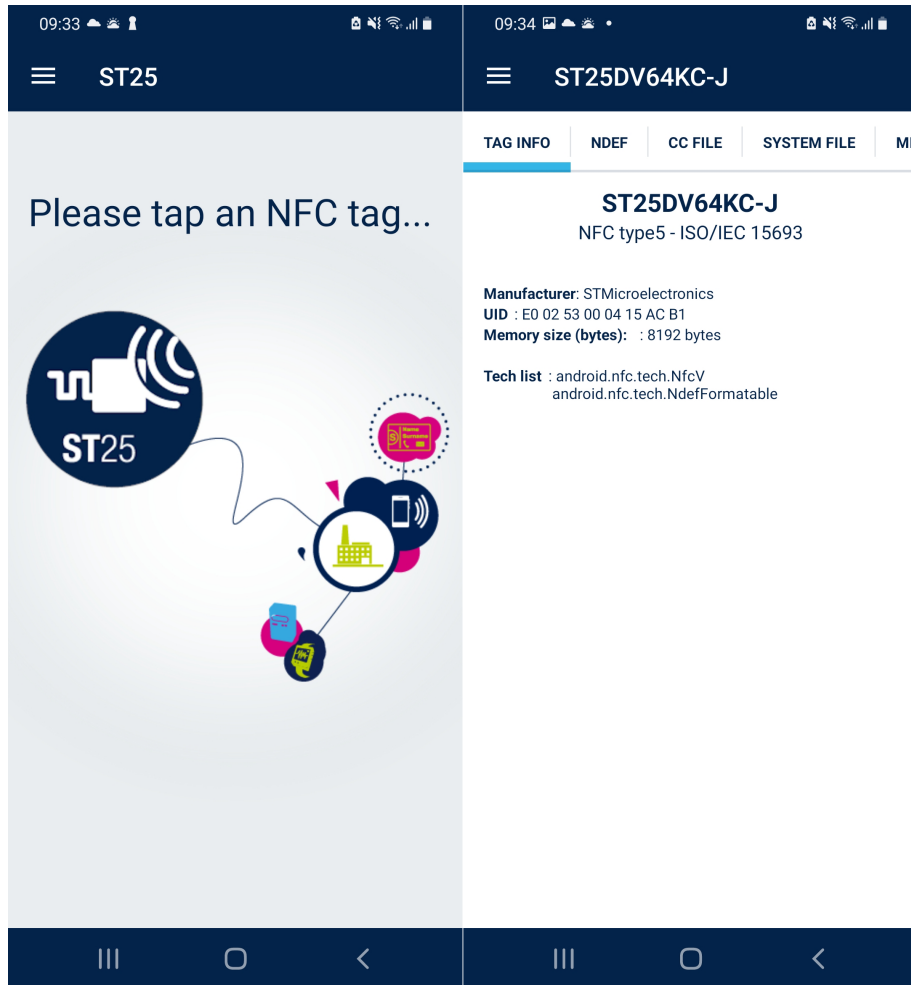 09:33
ST25
Please tap an NFC tag...
ST25
Name
Surname
09:34
ST25DV64KC-J
TAG INFO
NDEF
CC FILE
SYSTEM FILE
ST25DV64KC-J
NFC type5 - ISO/IEC 15693
Manufacturer: STMicroelectronics
UID : E0 02 53 00 04 15 AC B1
Memory size (bytes): : 8192 bytes
Tech list : android.nfc.tech.NfcV
android.nfc.tech.NdefFormatable